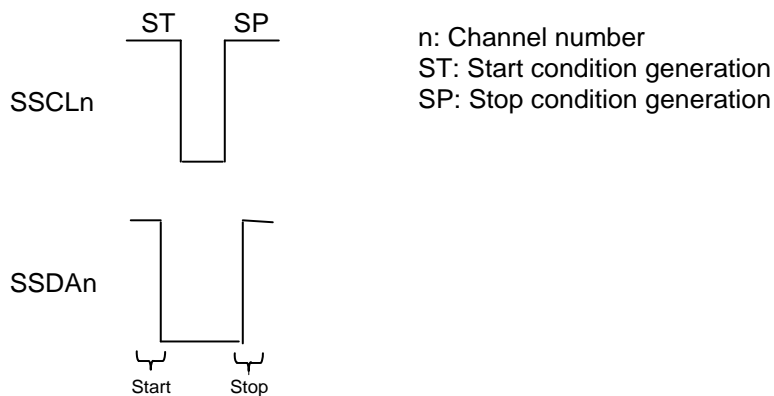 ST SP
SSCLn
SSDAn
Start Stop
n: Channel number
ST: Start condition generation
SP: Stop condition generation